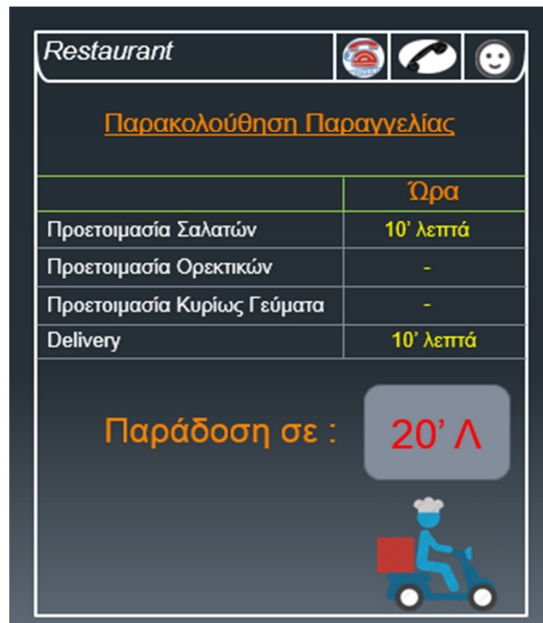 Restaurant
Παρακολούθηση Παραγγελίας
Ώρα
Προετοιμασία Σαλατών 10’ λεπτά
Προετοιμασία Ορεκτικών -
Προετοιμασία Κυρίως Γεύματα -
Delivery 10’ λεπτά
Παράδοση σε : 20’ Λ